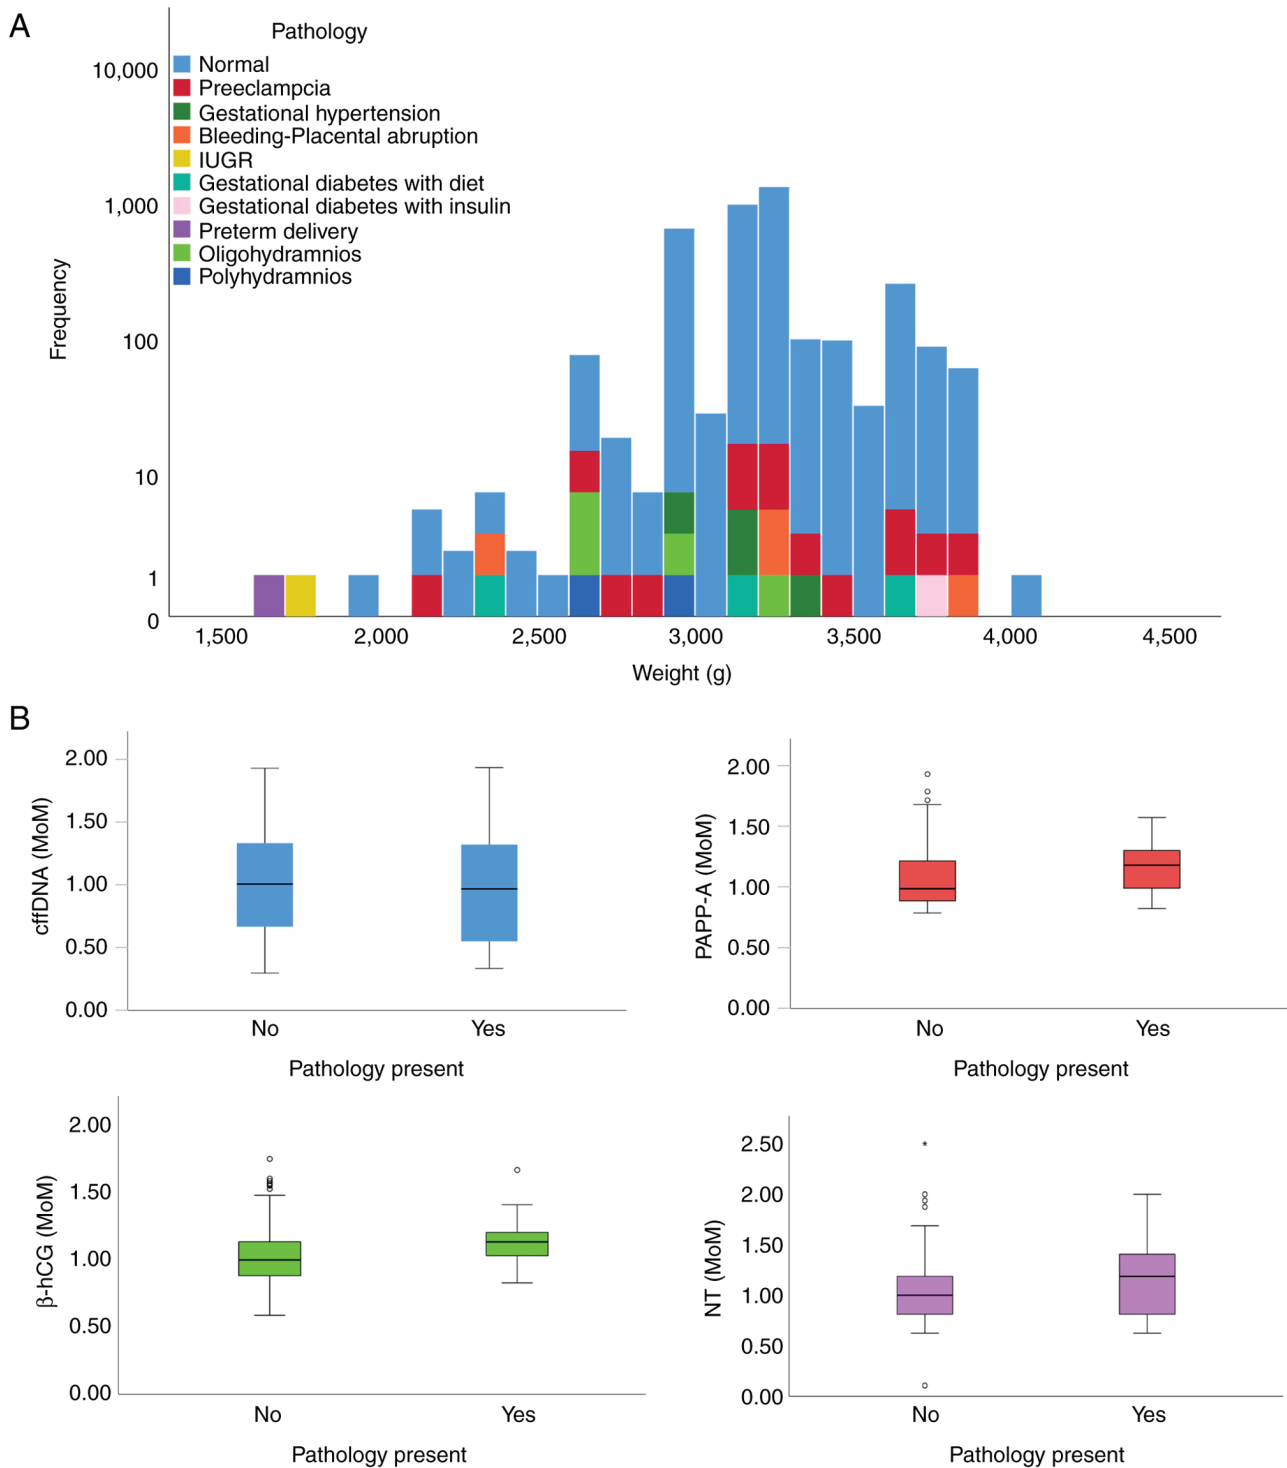 A
Pathology
Normal
Preeclampcia
Gestational hypertension
Bleeding-Placental abruption
IUGR
Gestational diabetes with diet
Gestational diabetes with insulin
Preterm delivery
Oligohydramnios
Polyhydramnios
Frequency
10,000
1,000
100
10
1
0
1,500 2,000 2,500 3,000 3,500 4,000 4,500
Weight (g)
B
cffDNA (MoM)
2.00
1.50
1.00
0.50
0.00
No Yes
Pathology present
PAPP-A (MoM)
2.00
1.50
1.00
0.50
0.00
No Yes
Pathology present
β-hCG (MoM)
2.00
1.50
1.00
0.50
0.00
No Yes
Pathology present
NT (MoM)
2.50
2.00
1.50
1.00
0.50
0.00
No Yes
Pathology present